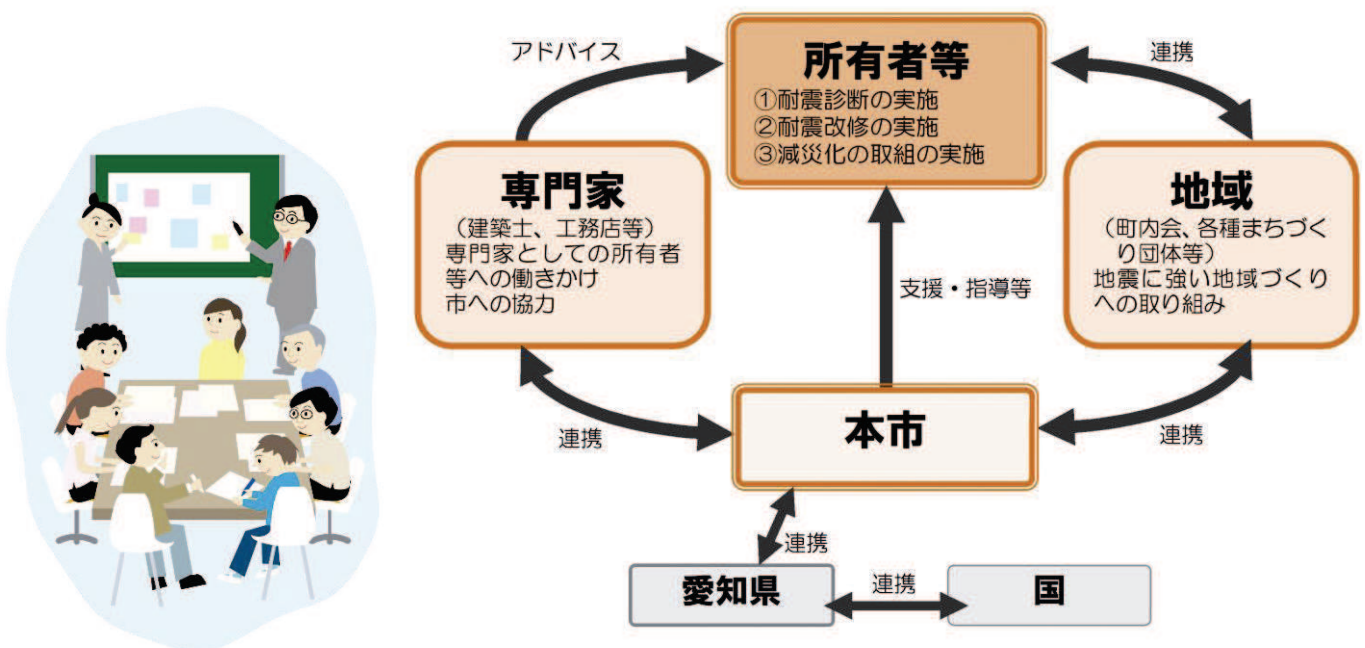 アドバイス
所有者等
①耐震診断の実施
②耐震改修の実施
③減災化の取組の実施
連携
専門家
（建築士、工務店等）
専門家としての所有者
等への働きかけ
市への協力
支援・指導等
地域
（町内会、各種まちづく
り団体等）
地震に強い地域づくり
への取り組み
連携
本市
連携
連携
愛知県
連携
国